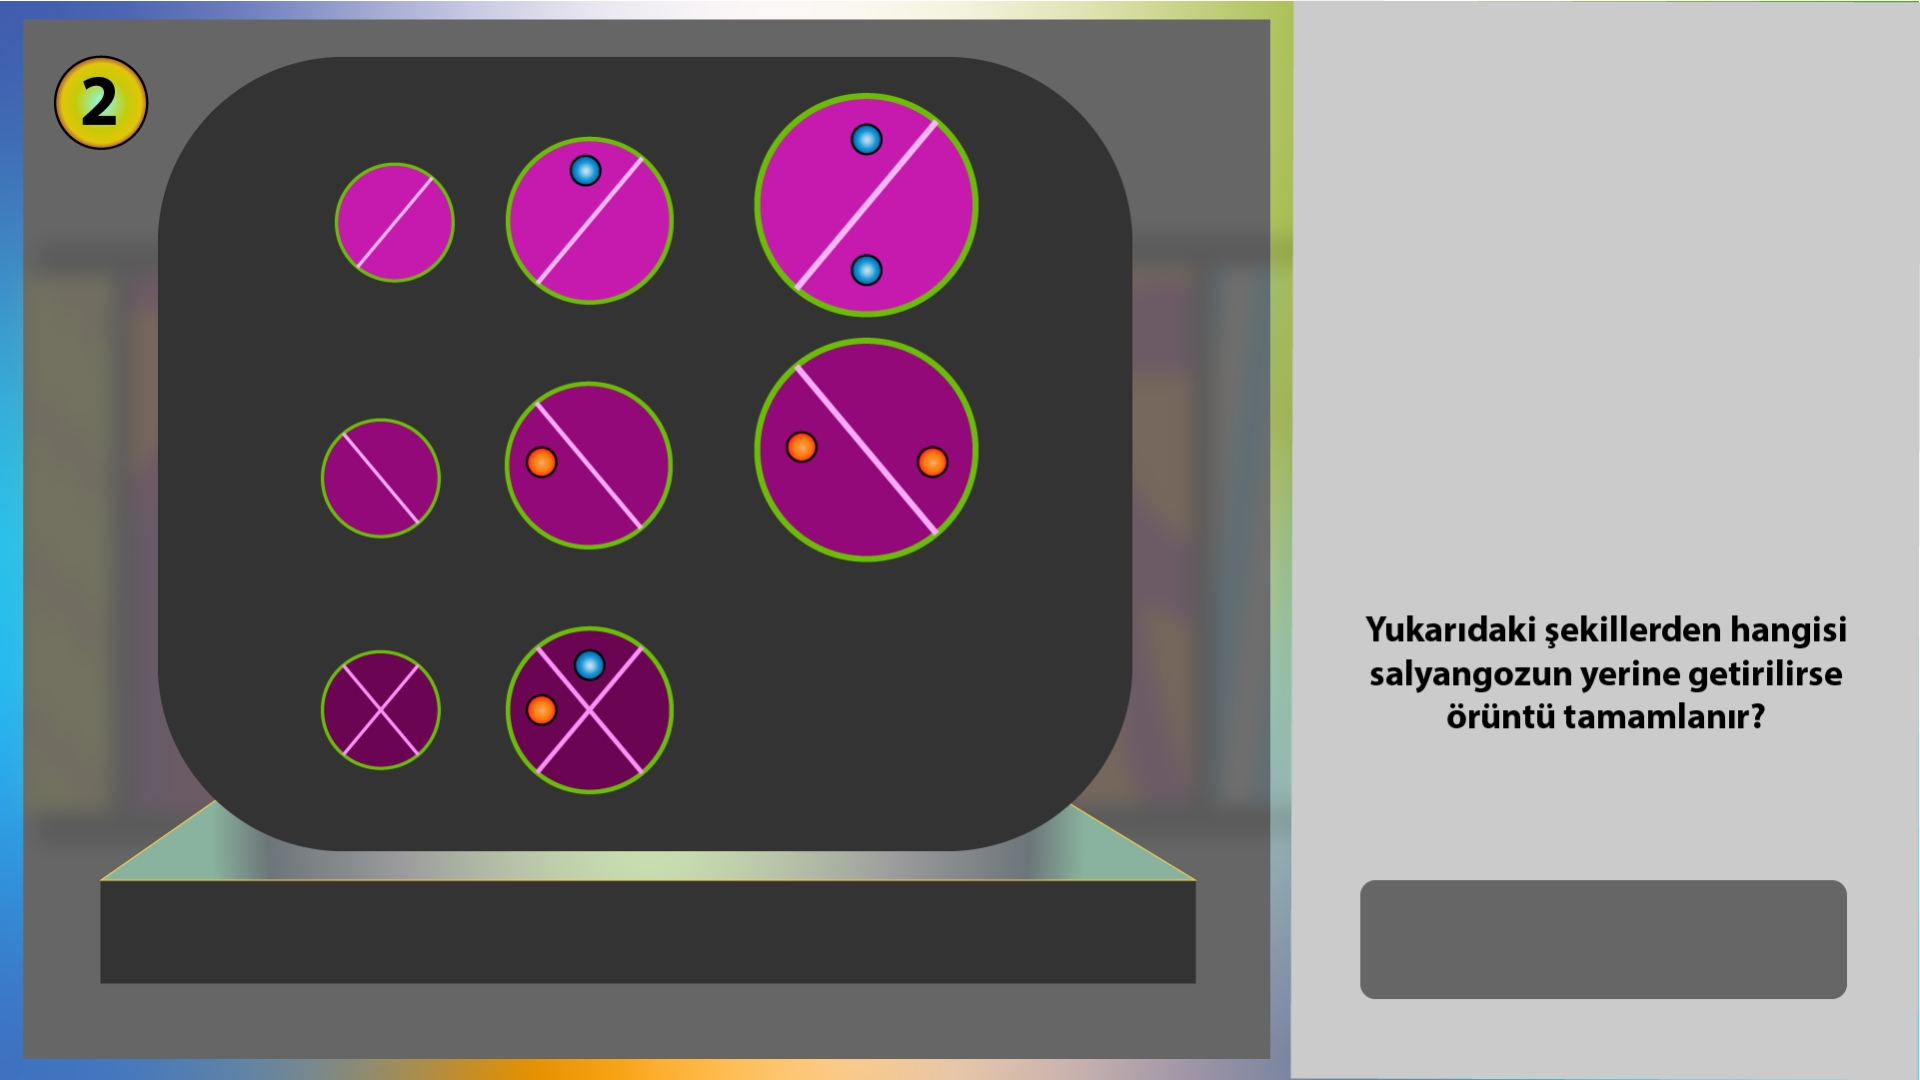 2
Yukarıdaki şekillerden hangisi
salyangozun yerine getirilirse
örüntü tamamlanır?